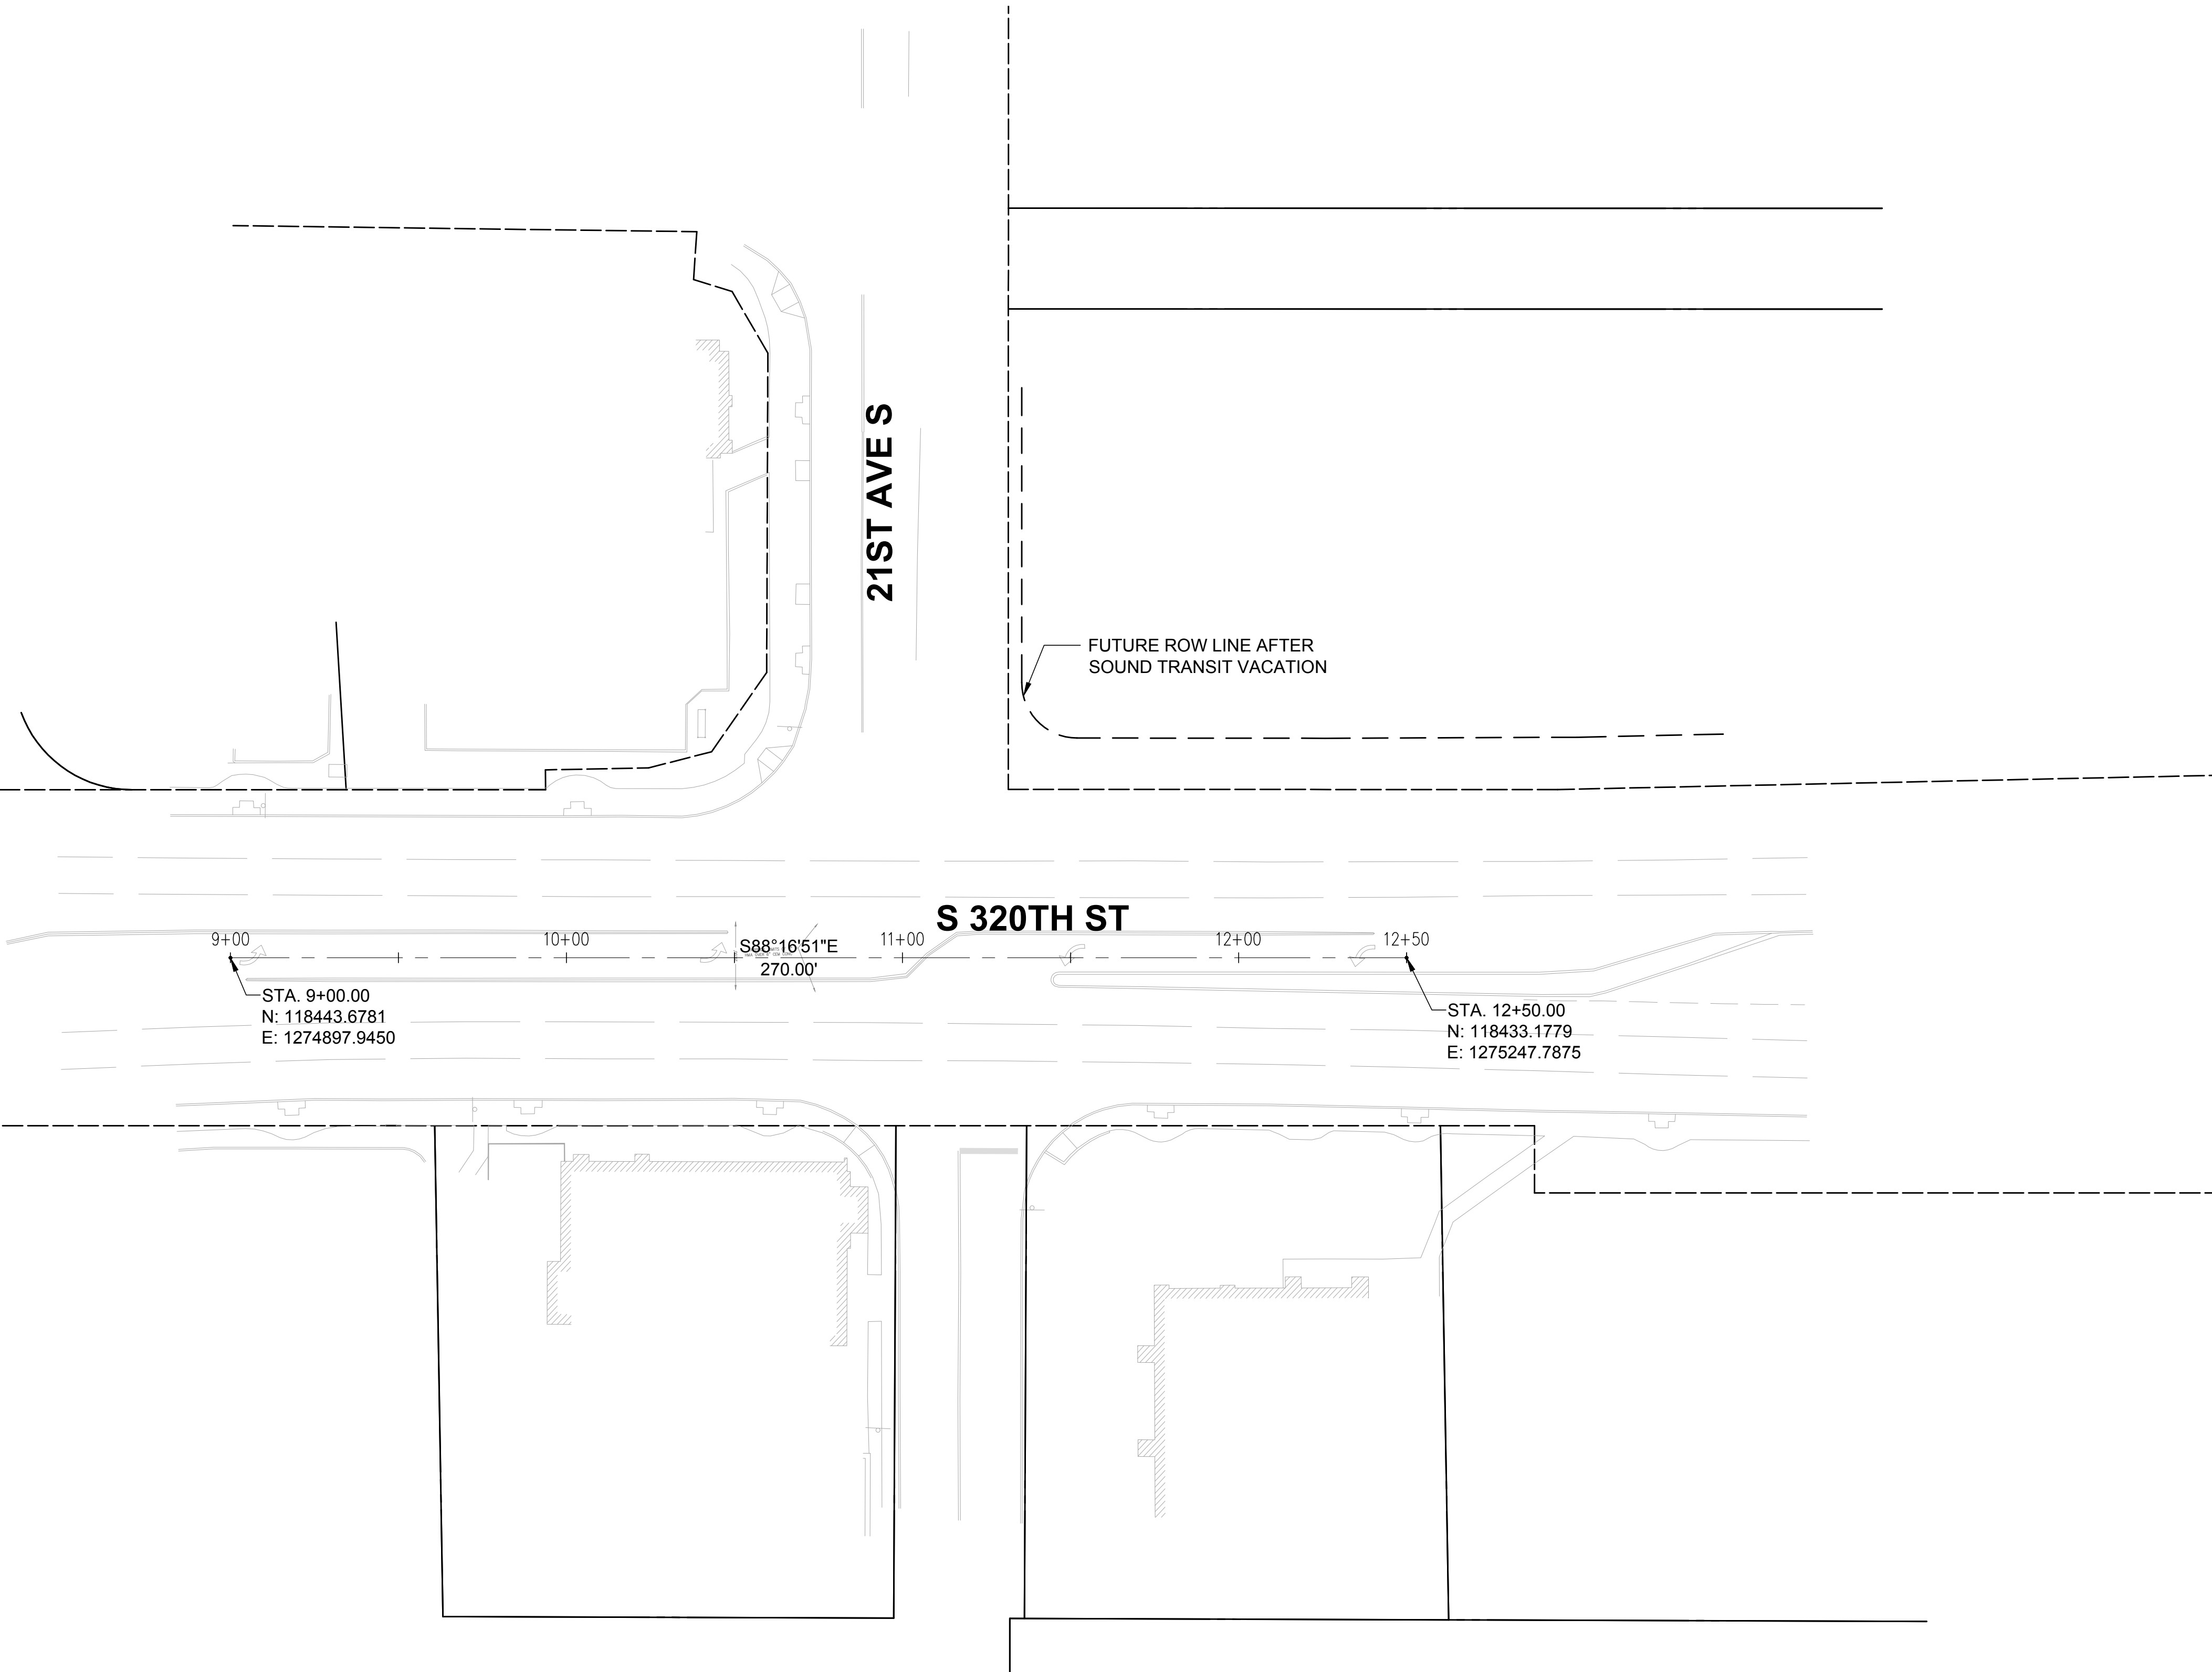 21ST AVE S
FUTURE ROW LINE AFTER
SOUND TRANSIT VACATION
S 320TH ST
9+00
10+00
11+00
12+00
12+50
S88°16'51"E
270.00'
STA. 9+00.00
N: 118443.6781
E: 1274897.9450
STA. 12+50.00
N: 118433.1779
E: 1275247.7875